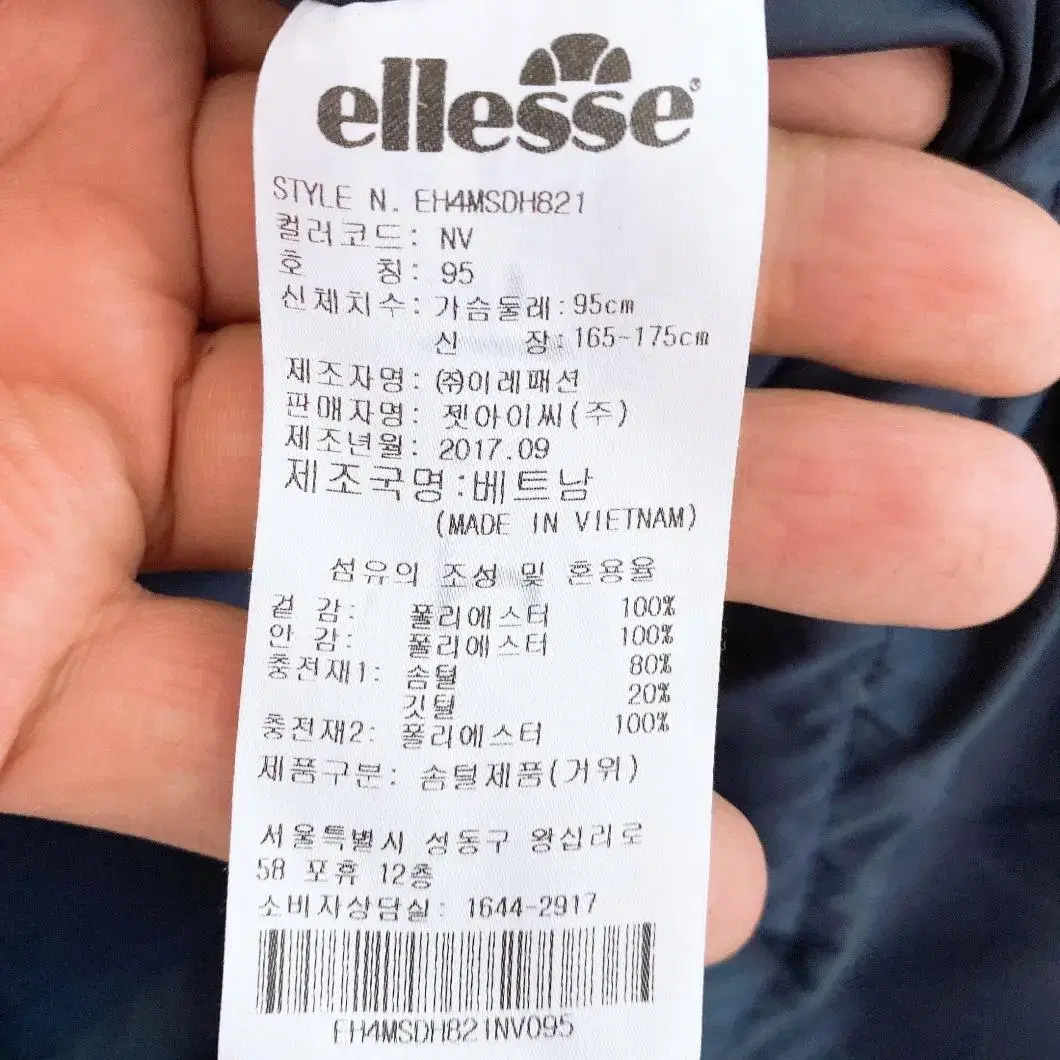 ellesse®
STYLE N. EH4MSDH821
컬러코드: NV
호 칭: 95
신체치수: 가슴둘레: 95cm
신 장: 165-175cm
제조자명: ㈜이레패션
판매자명: 젯아이씨(주)
제조년월: 2017.09
제조국명:베트남
(MADE IN VIETNAM)
섬유의 조성 및 혼용율
겉 감: 폴리에스터 100%
안 감: 폴리에스터 100%
충전재1: 솜털 80%
깃털 20%
충전재2: 폴리에스터 100%
제품구분: 솜털제품(거위)
서울특별시 성동구 왕십리로
58 포휴 12층
소비자상담실: 1644-2917
EH4MSDH821NV095